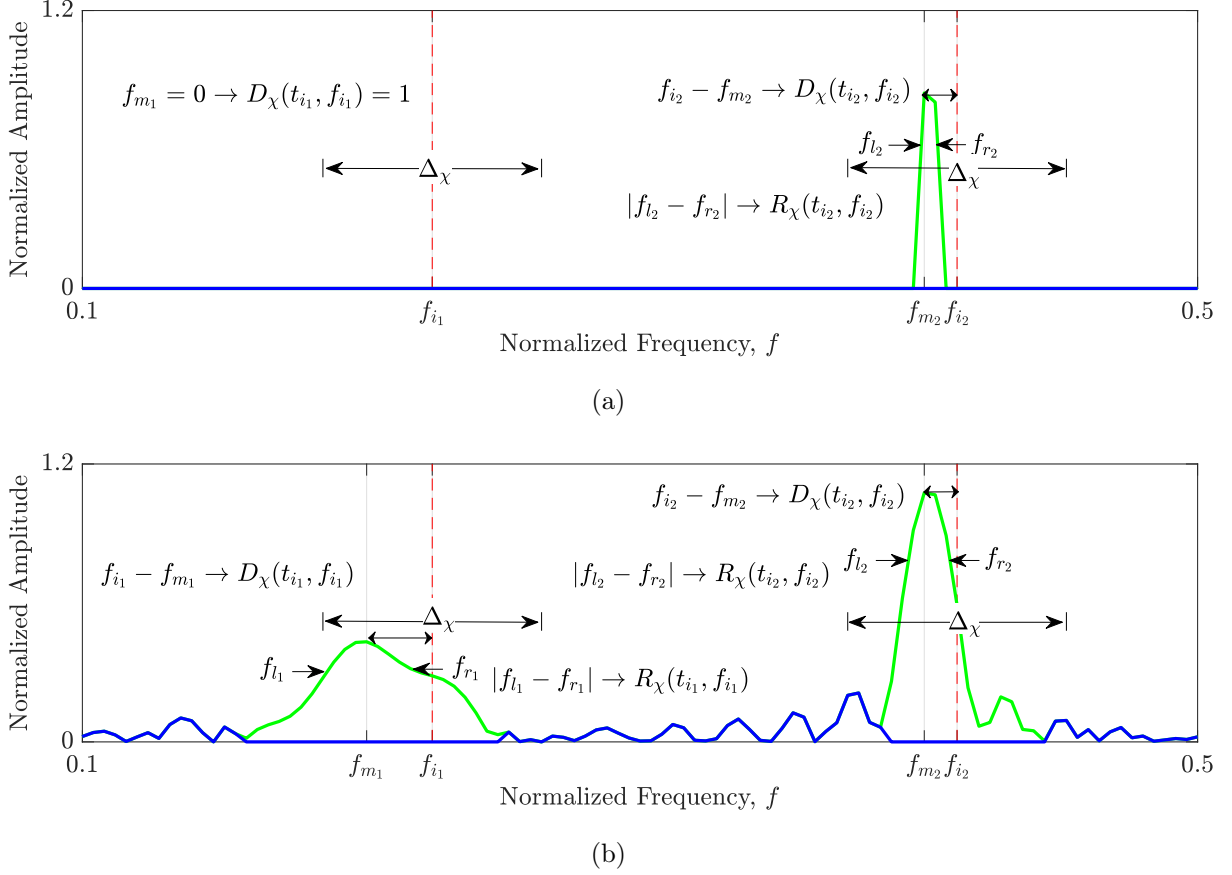 1.2
Normalized Amplitude
f_{m_1} = 0 → D_χ(t_{i_1}, f_{i_1}) = 1
f_{i_2} − f_{m_2} → D_χ(t_{i_2}, f_{i_2})
f_{l_2} f_{r_2}
Δ_χ Δ_χ
|f_{l_2} − f_{r_2}| → R_χ(t_{i_2}, f_{i_2})
0
0.1 f_{i_1} f_{m_2} f_{i_2} 0.5
Normalized Frequency, f
(a)
1.2
Normalized Amplitude
f_{i_2} − f_{m_2} → D_χ(t_{i_2}, f_{i_2})
f_{i_1} − f_{m_1} → D_χ(t_{i_1}, f_{i_1}) |f_{l_2} − f_{r_2}| → R_χ(t_{i_2}, f_{i_2}) f_{l_2} f_{r_2}
Δ_χ Δ_χ
f_{l_1} f_{r_1} |f_{l_1} − f_{r_1}| → R_χ(t_{i_1}, f_{i_1})
0
0.1 f_{m_1} f_{i_1} f_{m_2} f_{i_2} 0.5
Normalized Frequency, f
(b)